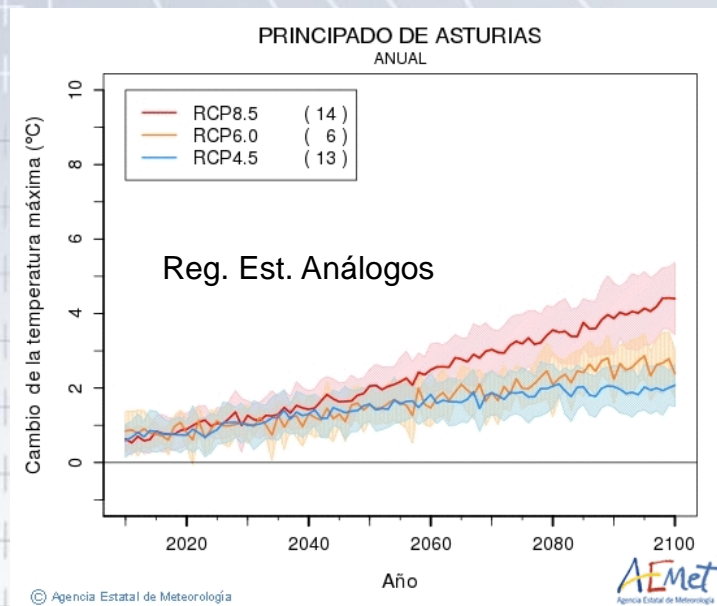 PRINCIPADO DE ASTURIAS
ANUAL
Cambio de la temperatura máxima (ºC)
10
8
6
4
2
0
RCP8.5 ( 14 )
RCP6.0 ( 6 )
RCP4.5 ( 13 )
Reg. Est. Análogos
2020 2040 2060 2080 2100
Año
© Agencia Estatal de Meteorología
AEMet
Agencia Estatal de Meteorología